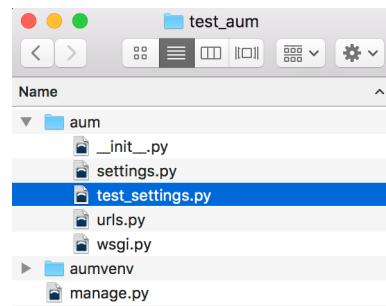 test_aum
Name
aum
__init__.py
settings.py
test_settings.py
urls.py
wsgi.py
aumvenv
manage.py